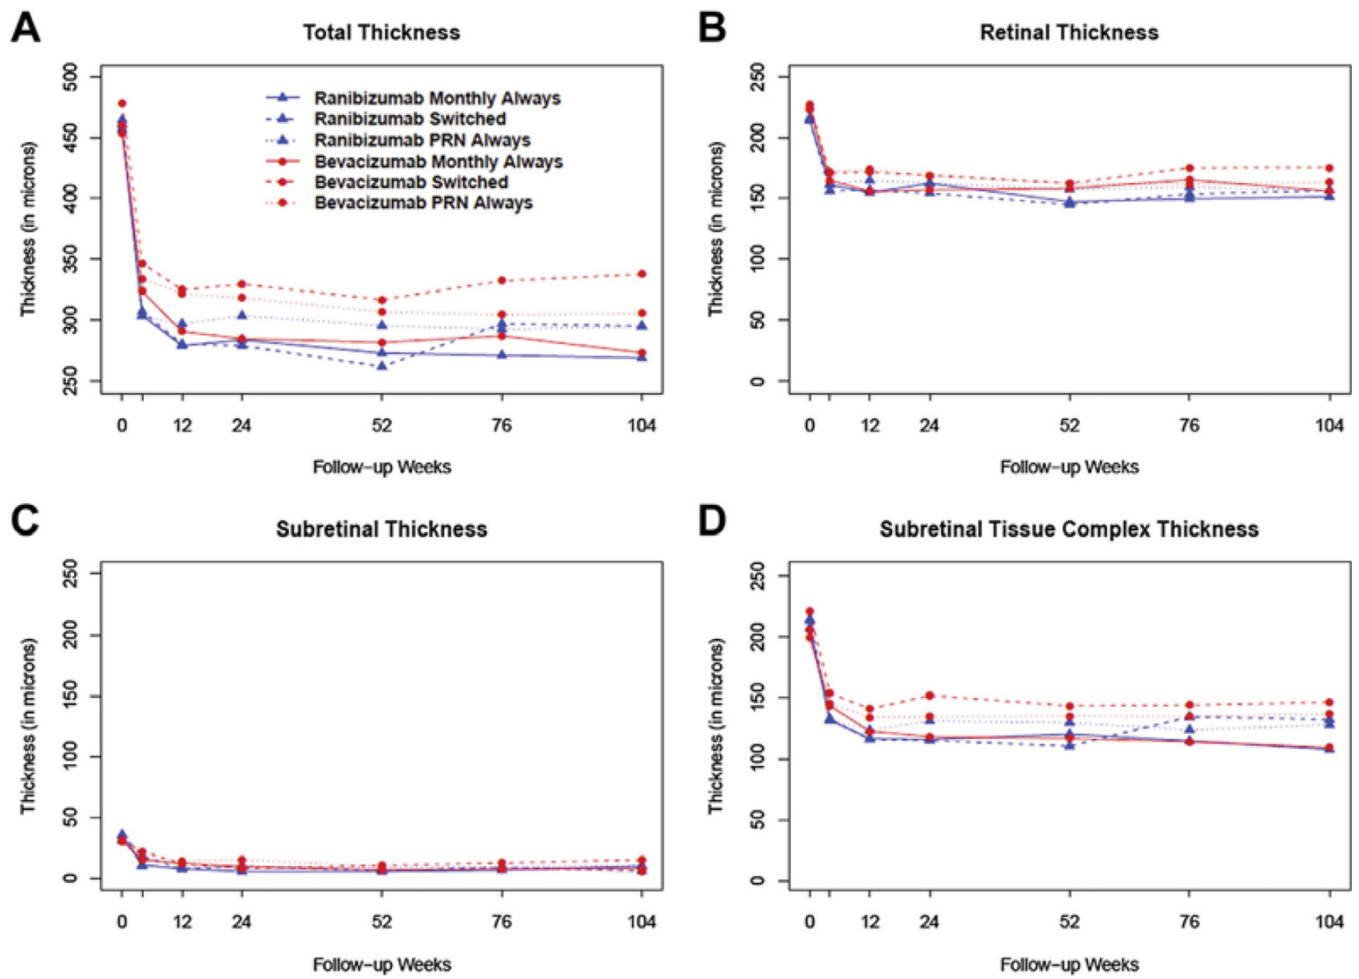 A
Total Thickness
Thickness (in microns)
500
450
400
350
300
250
Ranibizumab Monthly Always
Ranibizumab Switched
Ranibizumab PRN Always
Bevacizumab Monthly Always
Bevacizumab Switched
Bevacizumab PRN Always
0 12 24 52 76 104
Follow-up Weeks
B
Retinal Thickness
Thickness (in microns)
250
200
150
100
50
0
0 12 24 52 76 104
Follow-up Weeks
C
Subretinal Thickness
Thickness (in microns)
250
200
150
100
50
0
0 12 24 52 76 104
Follow-up Weeks
D
Subretinal Tissue Complex Thickness
Thickness (in microns)
250
200
150
100
50
0
0 12 24 52 76 104
Follow-up Weeks